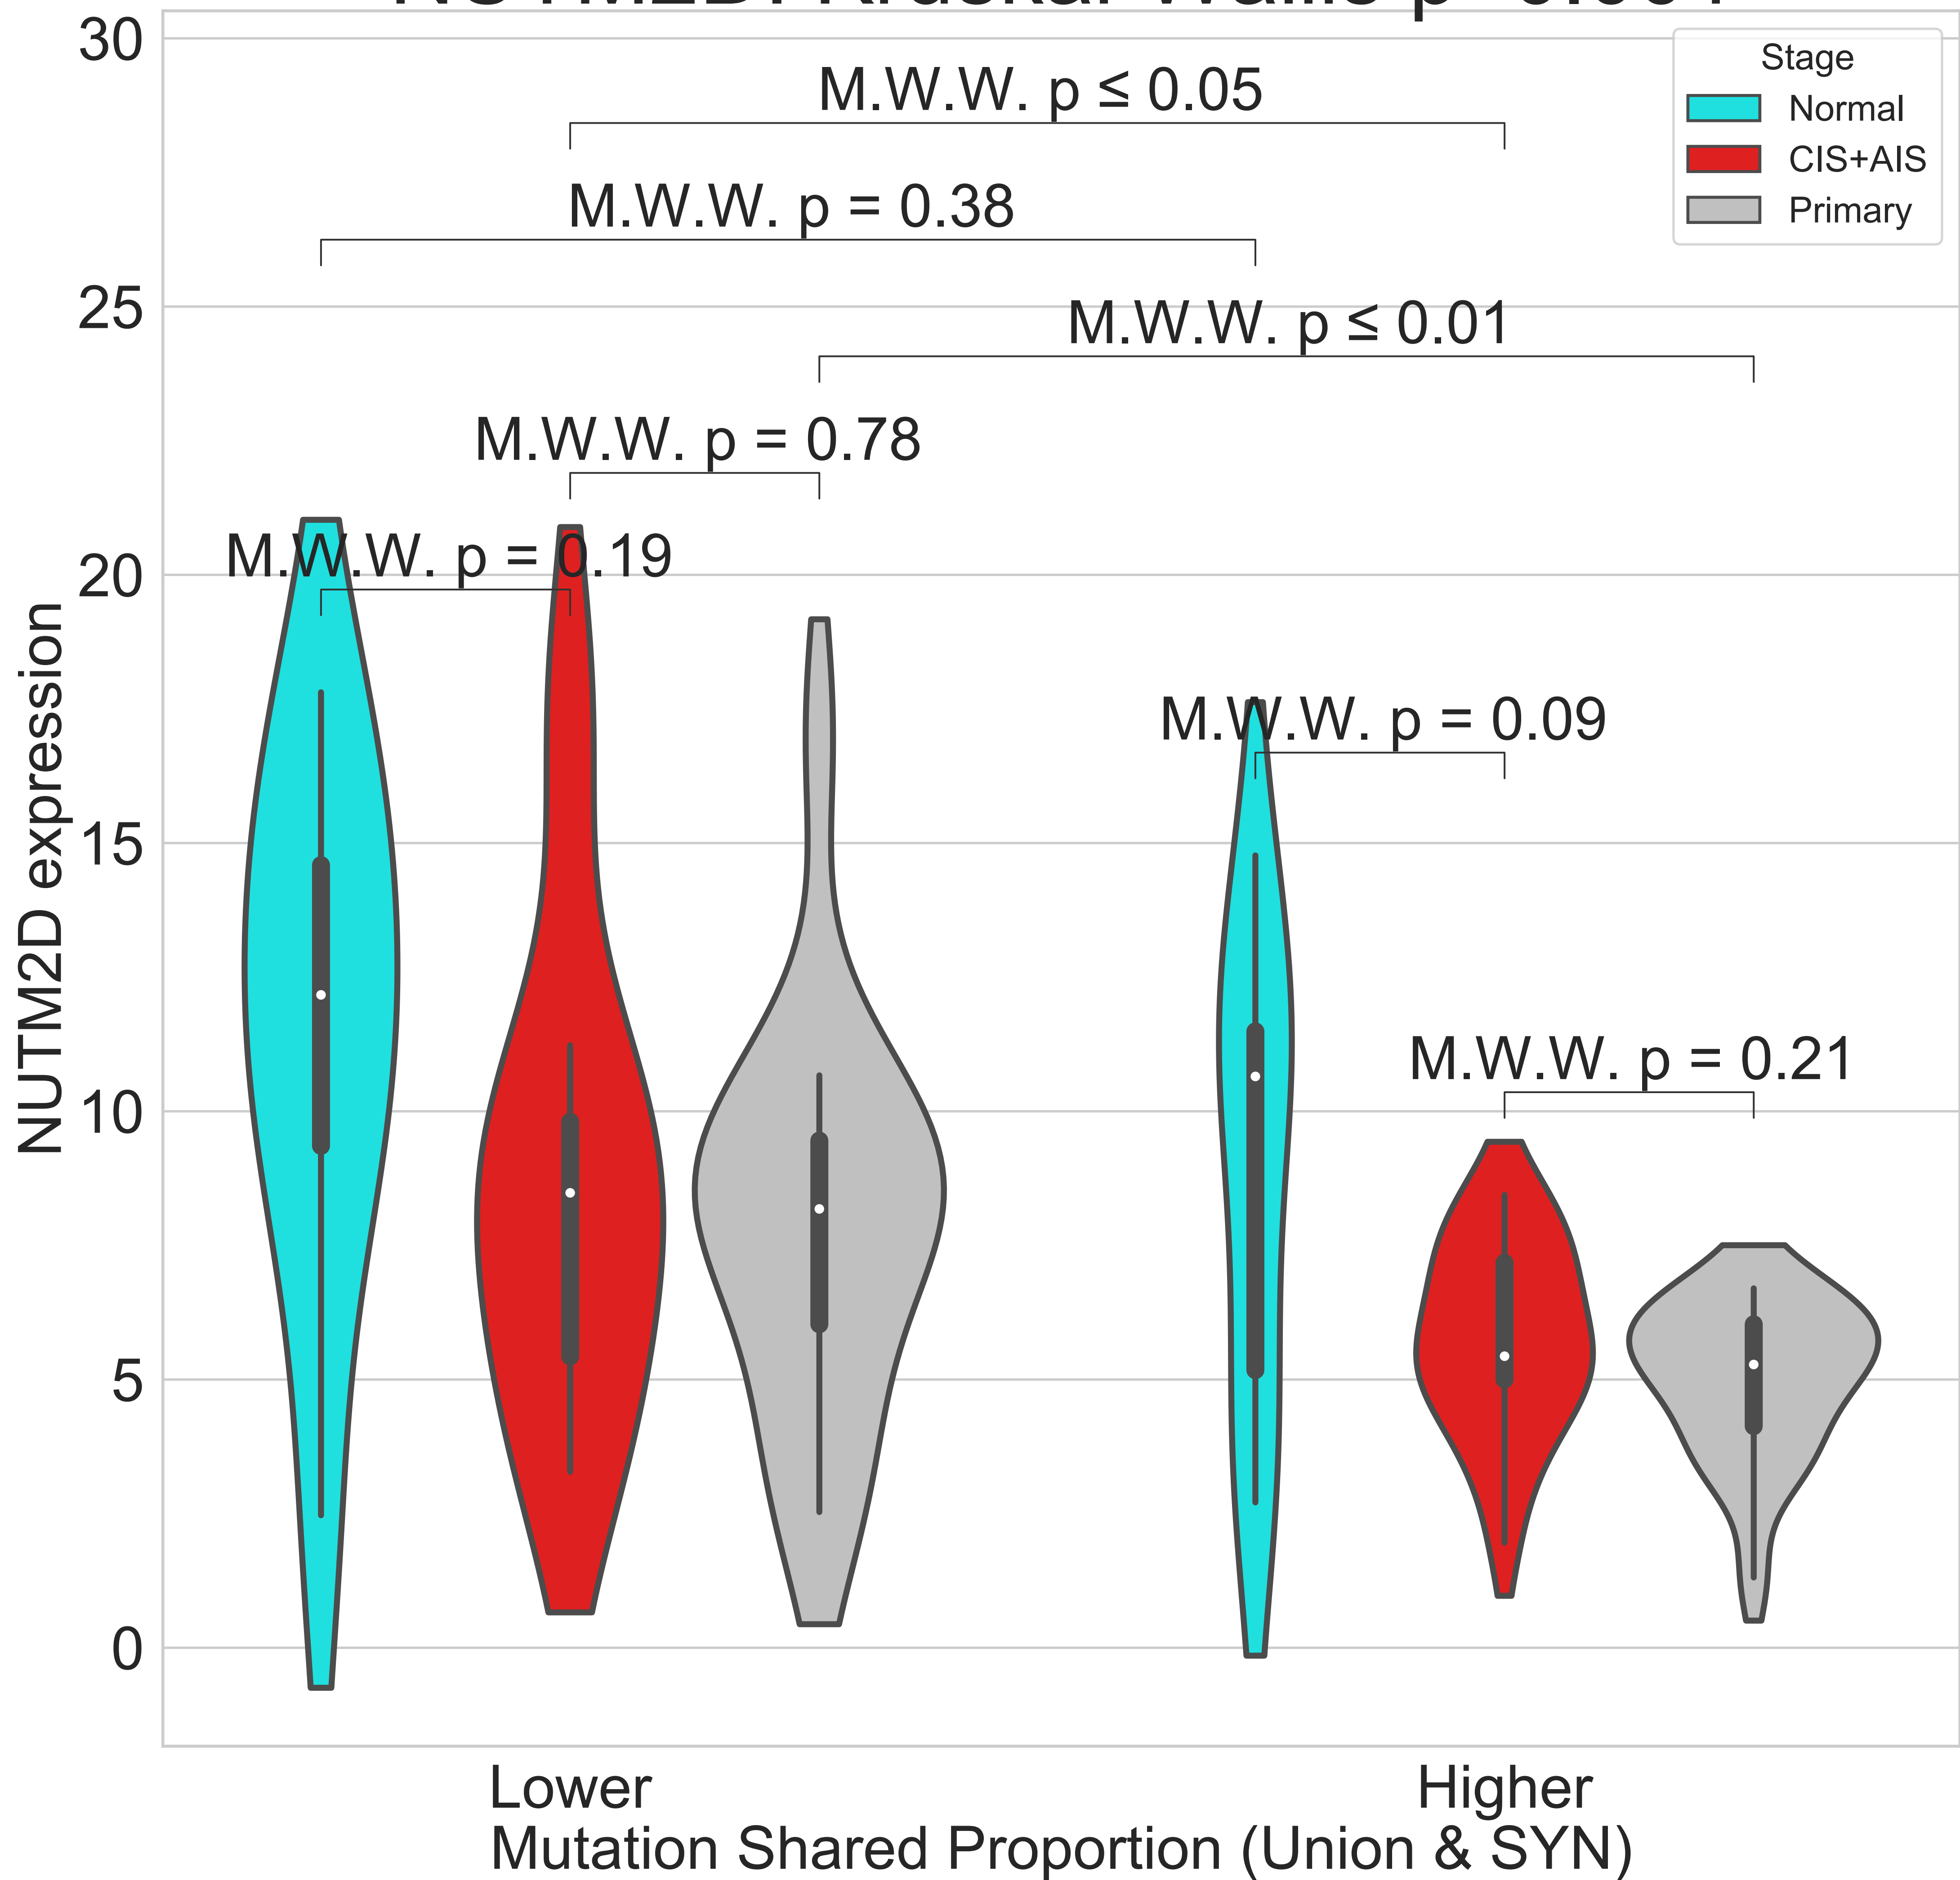 30
25
20
15
10
5
0
NUTM2D expression
Stage
Normal
CIS+AIS
Primary
M.W.W. p ≤ 0.05
M.W.W. p = 0.38
M.W.W. p ≤ 0.01
M.W.W. p = 0.78
M.W.W. p = 0.19
M.W.W. p = 0.09
M.W.W. p = 0.21
Lower
Higher
Mutation Shared Proportion (Union & SYN)